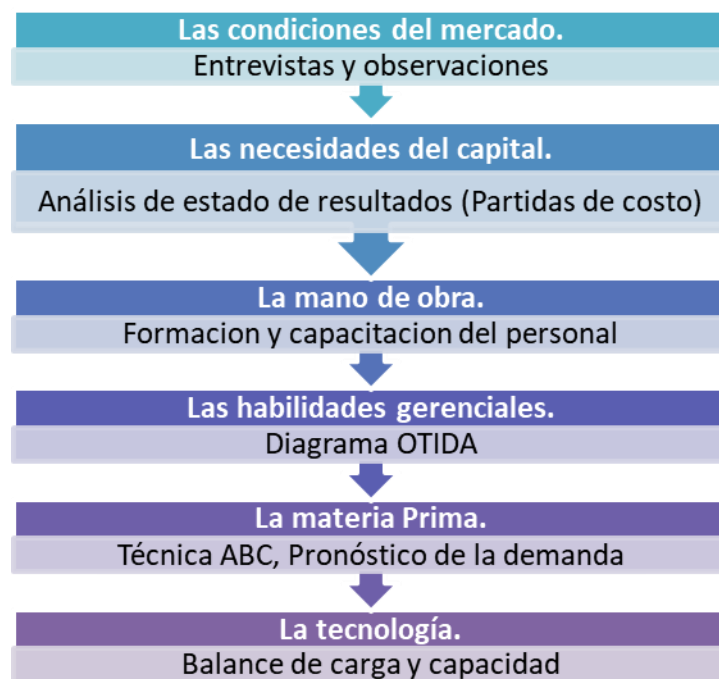 Las condiciones del mercado.
Entrevistas y observaciones
Las necesidades del capital.
Análisis de estado de resultados (Partidas de costo)
La mano de obra.
Formacion y capacitacion del personal
Las habilidades gerenciales.
Diagrama OTIDA
La materia Prima.
Técnica ABC, Pronóstico de la demanda
La tecnología.
Balance de carga y capacidad